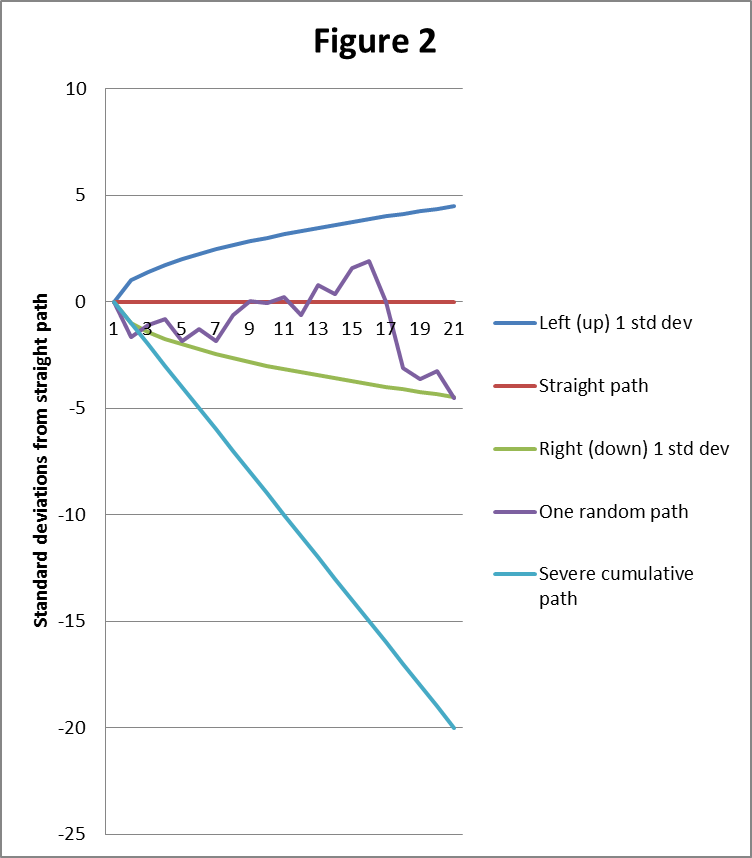 Figure 2
10
5
0
1 3 5 7 9 11 13 15 17 19 21
-5
-10
-15
-20
-25
Standard deviations from straight path
Left (up) 1 std dev
Straight path
Right (down) 1 std dev
One random path
Severe cumulative
path